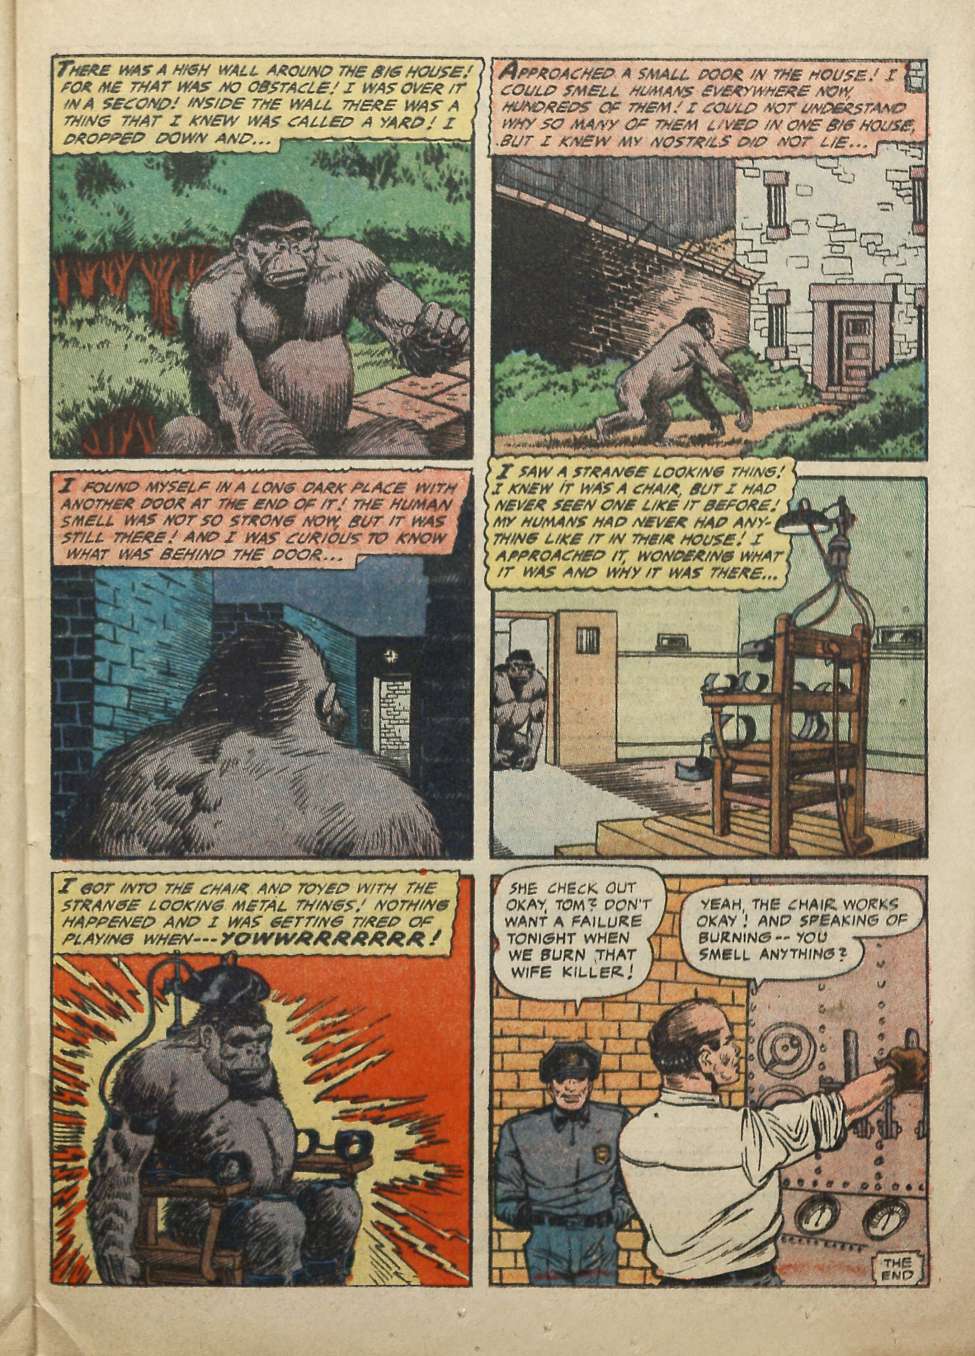 THERE WAS A HIGH WALL AROUND THE BIG HOUSE!
FOR ME THAT WAS NO OBSTACLE! I WAS OVER IT
IN A SECOND! INSIDE THE WALL THERE WAS A
THING THAT I KNEW WAS CALLED A YARD! I
DROPPED DOWN AND...
APPROACHED A SMALL DOOR IN THE HOUSE! I
COULD SMELL HUMANS EVERYWHERE NOW,
HUNDREDS OF THEM! I COULD NOT UNDERSTAND
WHY SO MANY OF THEM LIVED IN ONE BIG HOUSE,
BUT I KNEW MY NOSTRILS DID NOT LIE...
I FOUND MYSELF IN A LONG DARK PLACE WITH
ANOTHER DOOR AT THE END OF IT! THE HUMAN
SMELL WAS NOT SO STRONG NOW, BUT IT WAS
STILL THERE! AND I WAS CURIOUS TO KNOW
WHAT WAS BEHIND THE DOOR...
I SAW A STRANGE LOOKING THING!
I KNEW IT WAS A CHAIR, BUT I HAD
NEVER SEEN ONE LIKE IT BEFORE!
MY HUMANS HAD NEVER HAD ANY-
THING LIKE IT IN THEIR HOUSE! I
APPROACHED IT, WONDERING WHAT
IT WAS AND WHY IT WAS THERE...
I GOT INTO THE CHAIR AND TOYED WITH THE
STRANGE LOOKING METAL THINGS! NOTHING
HAPPENED AND I WAS GETTING TIRED OF
PLAYING WHEN---YOWWRRRRRRR!
SHE CHECK OUT
OKAY, TOM? DON'T
WANT A FAILURE
TONIGHT WHEN
WE BURN THAT
WIFE KILLER!
YEAH, THE CHAIR WORKS
OKAY! AND SPEAKING OF
BURNING-- YOU
SMELL ANYTHING?
THE
END